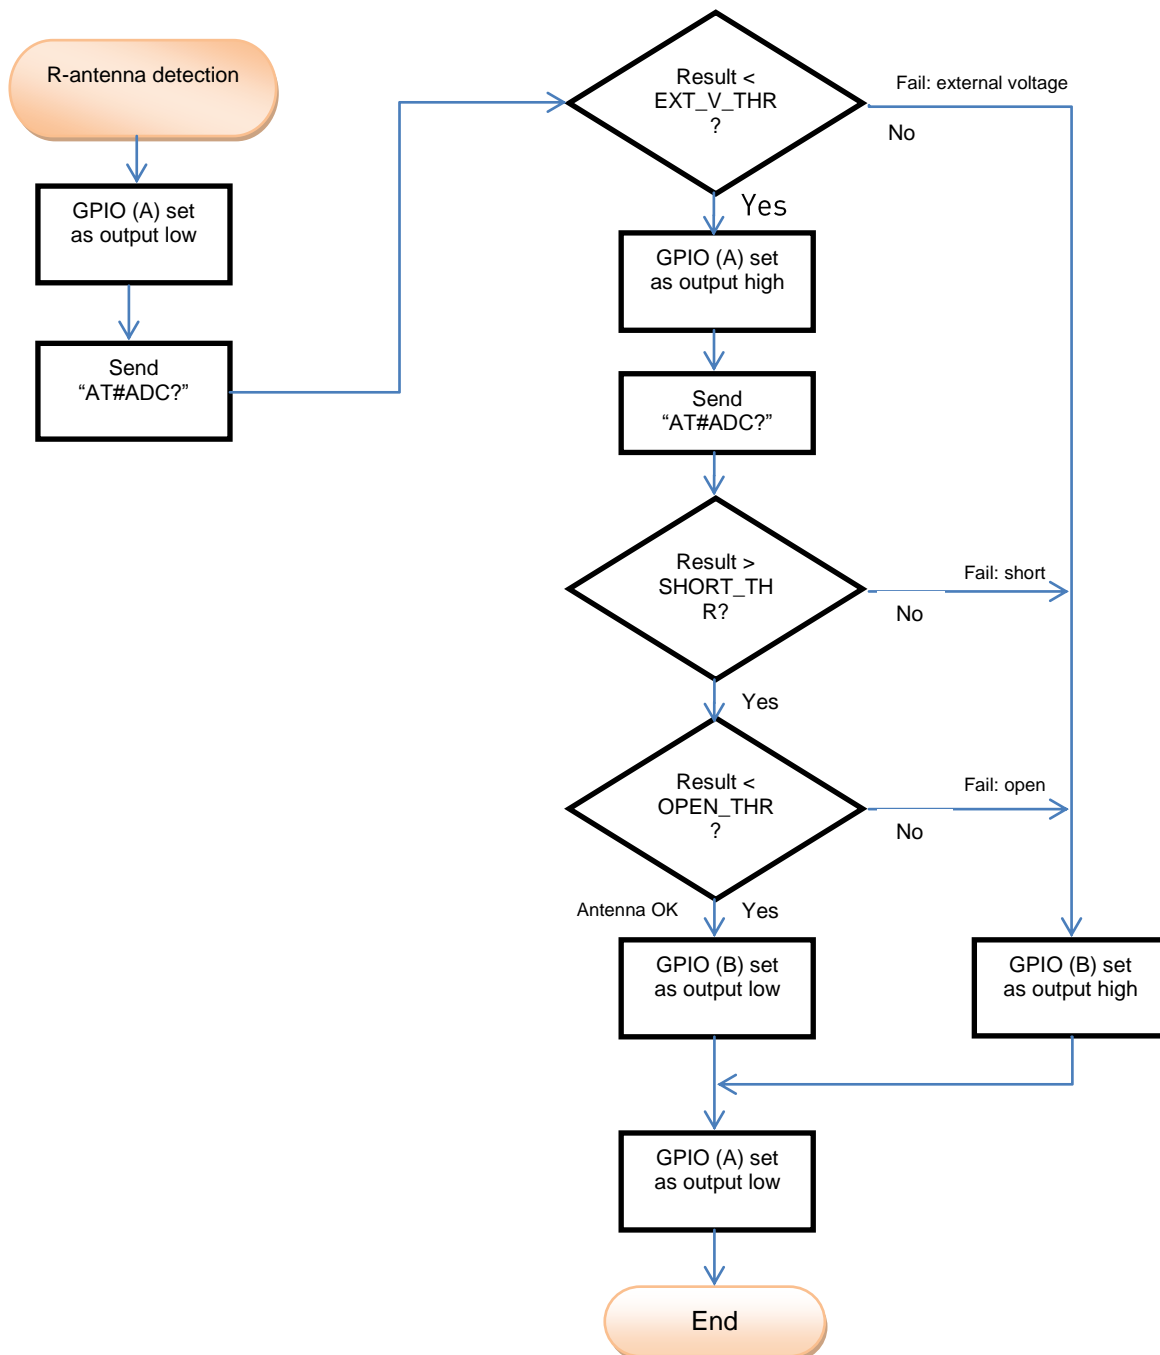 R-antenna detection
GPIO (A) set
as output low
Send
“AT#ADC?”
Result <
EXT_V_THR
?
Fail: external voltage
No
Yes
GPIO (A) set
as output high
Send
“AT#ADC?”
Result >
SHORT_TH
R?
Fail: short
No
Yes
Result <
OPEN_THR
?
Fail: open
No
Antenna OK
Yes
GPIO (B) set
as output low
GPIO (B) set
as output high
GPIO (A) set
as output low
End